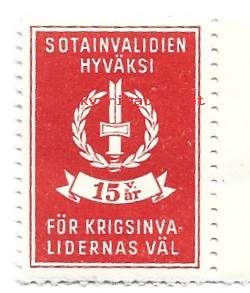 SOTAINVALIDIEN
HYVÄKSI
15 v. år
FÖR KRIGSINVA-
LIDERNAS VÄL